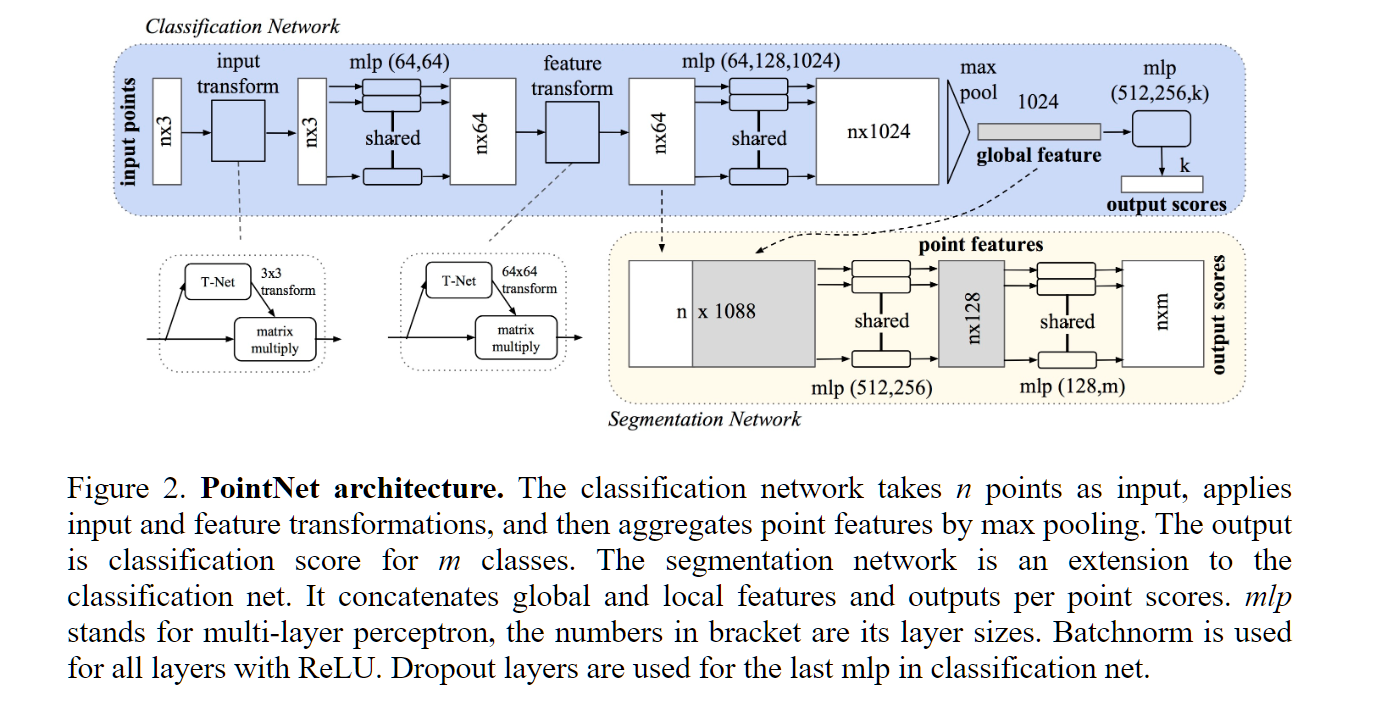 Classification Network
input points
nx3
input
transform
nx3
mlp (64,64)
shared
nx64
feature
transform
nx64
mlp (64,128,1024)
shared
nx1024
max
pool
1024
global feature
mlp
(512,256,k)
k
output scores
T-Net
3x3
transform
matrix
multiply
T-Net
64x64
transform
matrix
multiply
point features
n x 1088
shared
mlp (512,256)
nx128
shared
mlp (128,m)
nxm
output scores
Segmentation Network
Figure 2. PointNet architecture. The classification network takes n points as input, applies
input and feature transformations, and then aggregates point features by max pooling. The output
is classification score for m classes. The segmentation network is an extension to the
classification net. It concatenates global and local features and outputs per point scores. mlp
stands for multi-layer perceptron, the numbers in bracket are its layer sizes. Batchnorm is used
for all layers with ReLU. Dropout layers are used for the last mlp in classification net.